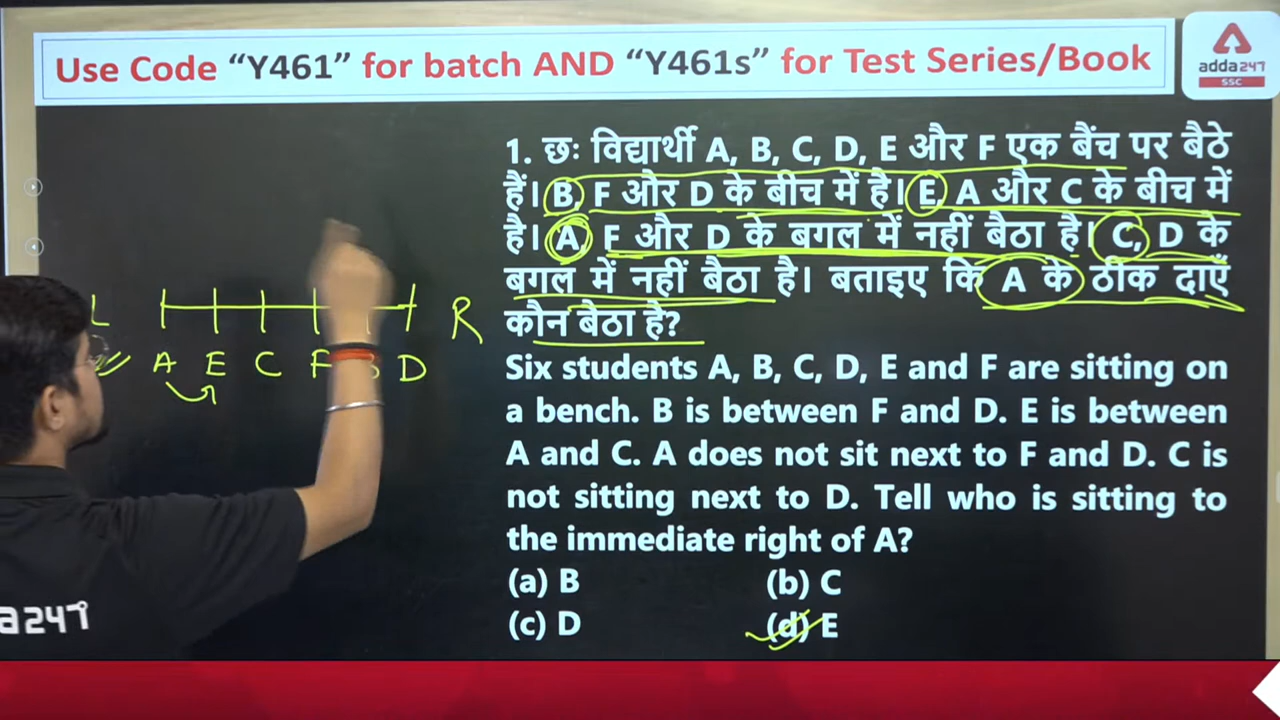 Use Code “Y461” for batch AND “Y461s” for Test Series/Book
adda247
SSC
1. छः विद्यार्थी A, B, C, D, E और F एक बैंच पर बैठे
हैं। B, F और D के बीच में है। E, A और C के बीच में
है। A, F और D के बगल में नहीं बैठा है। C, D के
बगल में नहीं बैठा है। बताइए कि A के ठीक दाएँ
कौन बैठा है?
Six students A, B, C, D, E and F are sitting on
a bench. B is between F and D. E is between
A and C. A does not sit next to F and D. C is
not sitting next to D. Tell who is sitting to
the immediate right of A?
(a) B (b) C
(c) D (d) E
L R
A E C F B D
a247